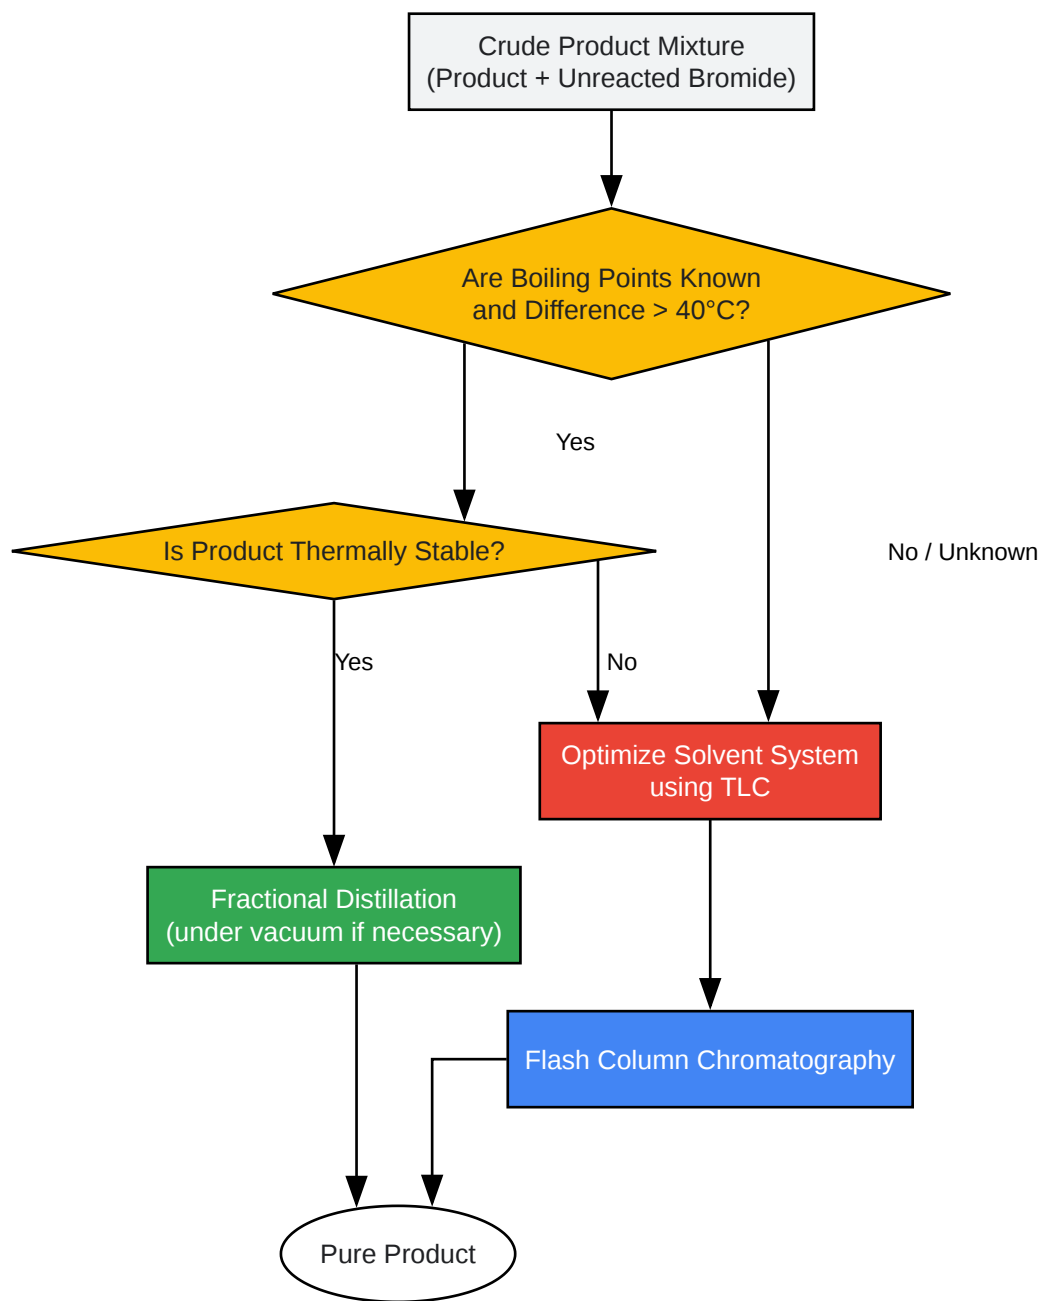 Crude Product Mixture
(Product + Unreacted Bromide)
Are Boiling Points Known
and Difference > 40°C?
Yes
Is Product Thermally Stable?
No / Unknown
Yes
No
Optimize Solvent System
using TLC
Fractional Distillation
(under vacuum if necessary)
Flash Column Chromatography
Pure Product